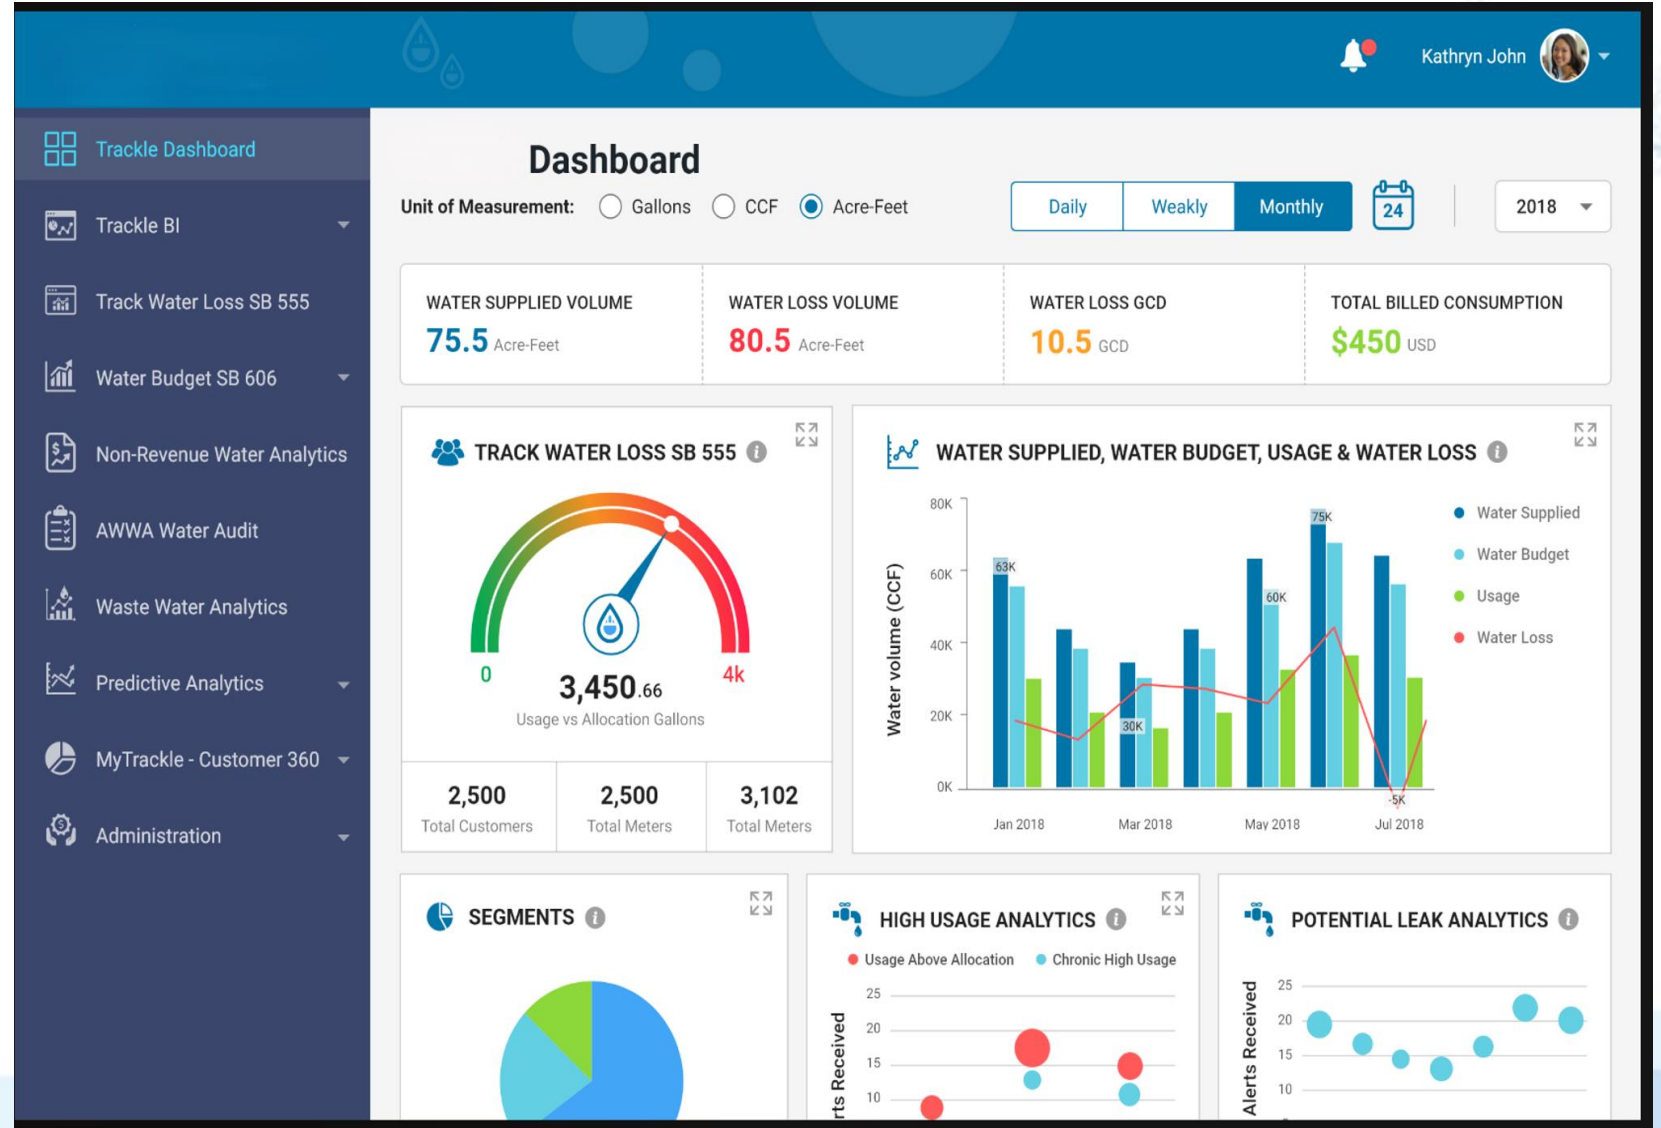 Kathryn John
Trackle Dashboard
Trackle BI
Track Water Loss SB 555
Water Budget SB 606
Non-Revenue Water Analytics
AWWA Water Audit
Waste Water Analytics
Predictive Analytics
MyTrackle - Customer 360
Administration
Dashboard
Unit of Measurement: Gallons CCF Acre-Feet
Daily Weekly Monthly 24 2018
WATER SUPPLIED VOLUME
75.5 Acre-Feet
WATER LOSS VOLUME
80.5 Acre-Feet
WATER LOSS GCD
10.5 GCD
TOTAL BILLED CONSUMPTION
$450 USD
TRACK WATER LOSS SB 555
0
4k
3,450.66
Usage vs Allocation Gallons
2,500
Total Customers
2,500
Total Meters
3,102
Total Meters
WATER SUPPLIED, WATER BUDGET, USAGE & WATER LOSS
Water volume (CCF)
80K
60K
40K
20K
0K
63K
30K
60K
75K
-5K
Jan 2018 Mar 2018 May 2018 Jul 2018
Water Supplied
Water Budget
Usage
Water Loss
SEGMENTS
HIGH USAGE ANALYTICS
Usage Above Allocation Chronic High Usage
rts Received
25
20
15
10
POTENTIAL LEAK ANALYTICS
Alerts Received
25
20
15
10